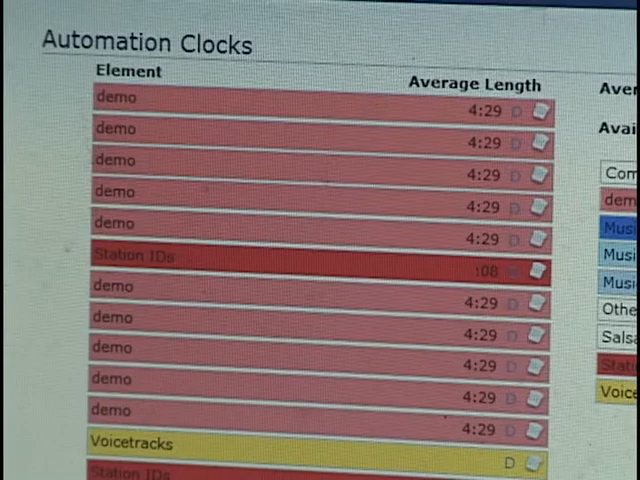 Automation Clocks
Element Average Length
demo 4:29 D
demo 4:29 D
demo 4:29 D
demo 4:29 D
demo 4:29 D
Station IDs :08
demo 4:29 D
demo 4:29 D
demo 4:29 D
demo 4:29 D
demo 4:29 D
Voicetracks D
Station IDs
Aver
Avai
Com
dem
Musi
Musi
Musi
Othe
Salsa
Stati
Voice